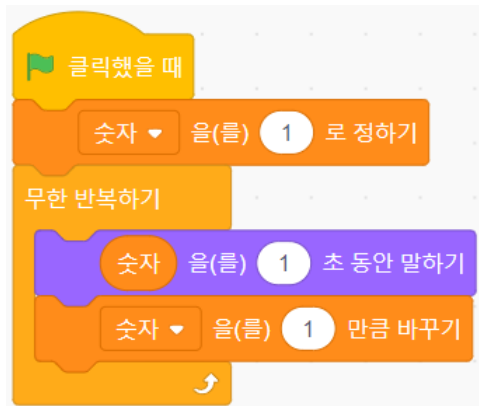 클릭했을 때
숫자 을(를) 1 로 정하기
무한 반복하기
숫자 을(를) 1 초 동안 말하기
숫자 을(를) 1 만큼 바꾸기